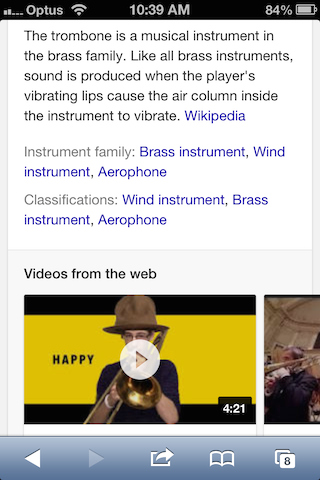 Optus 10:39 AM 84%
The trombone is a musical instrument in
the brass family. Like all brass instruments,
sound is produced when the player's
vibrating lips cause the air column inside
the instrument to vibrate. Wikipedia
Instrument family: Brass instrument, Wind
instrument, Aerophone
Classifications: Wind instrument, Brass
instrument, Aerophone
Videos from the web
HAPPY
4:21
8